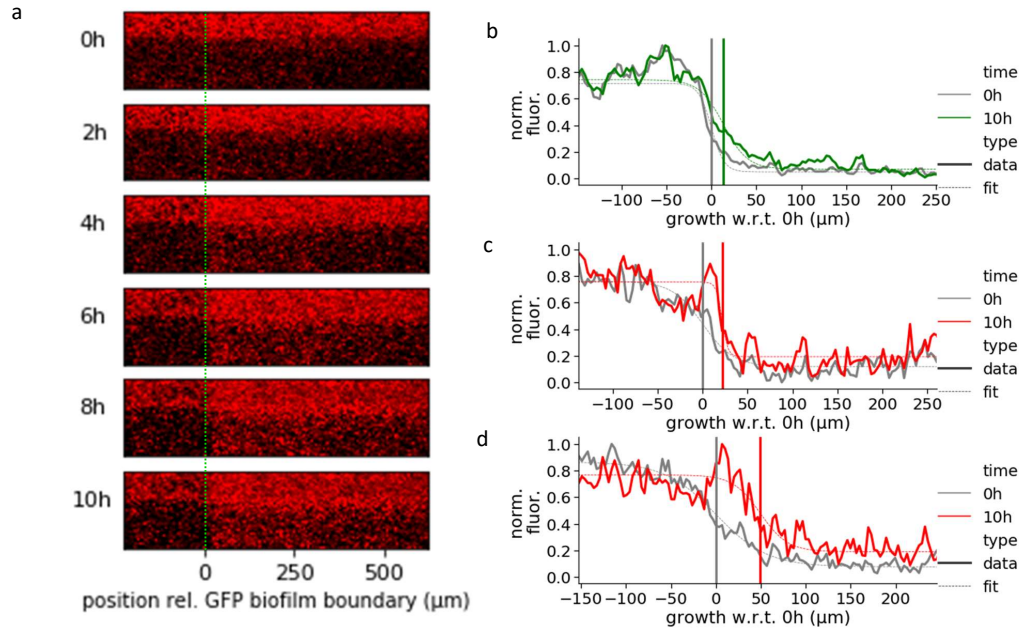 a
0h
2h
4h
6h
8h
10h
0 250 500
position rel. GFP biofilm boundary (µm)
b
norm.
fluor.
1.0
0.8
0.6
0.4
0.2
0.0
−100 −50 0 50 100 150 200 250
growth w.r.t. 0h (µm)
time
0h
10h
type
data
fit
c
norm.
fluor.
1.0
0.8
0.6
0.4
0.2
0.0
−100 −50 0 50 100 150 200 250
growth w.r.t. 0h (µm)
time
0h
10h
type
data
fit
d
norm.
fluor.
1.0
0.8
0.6
0.4
0.2
0.0
−150 −100 −50 0 50 100 150 200
growth w.r.t. 0h (µm)
time
0h
10h
type
data
fit